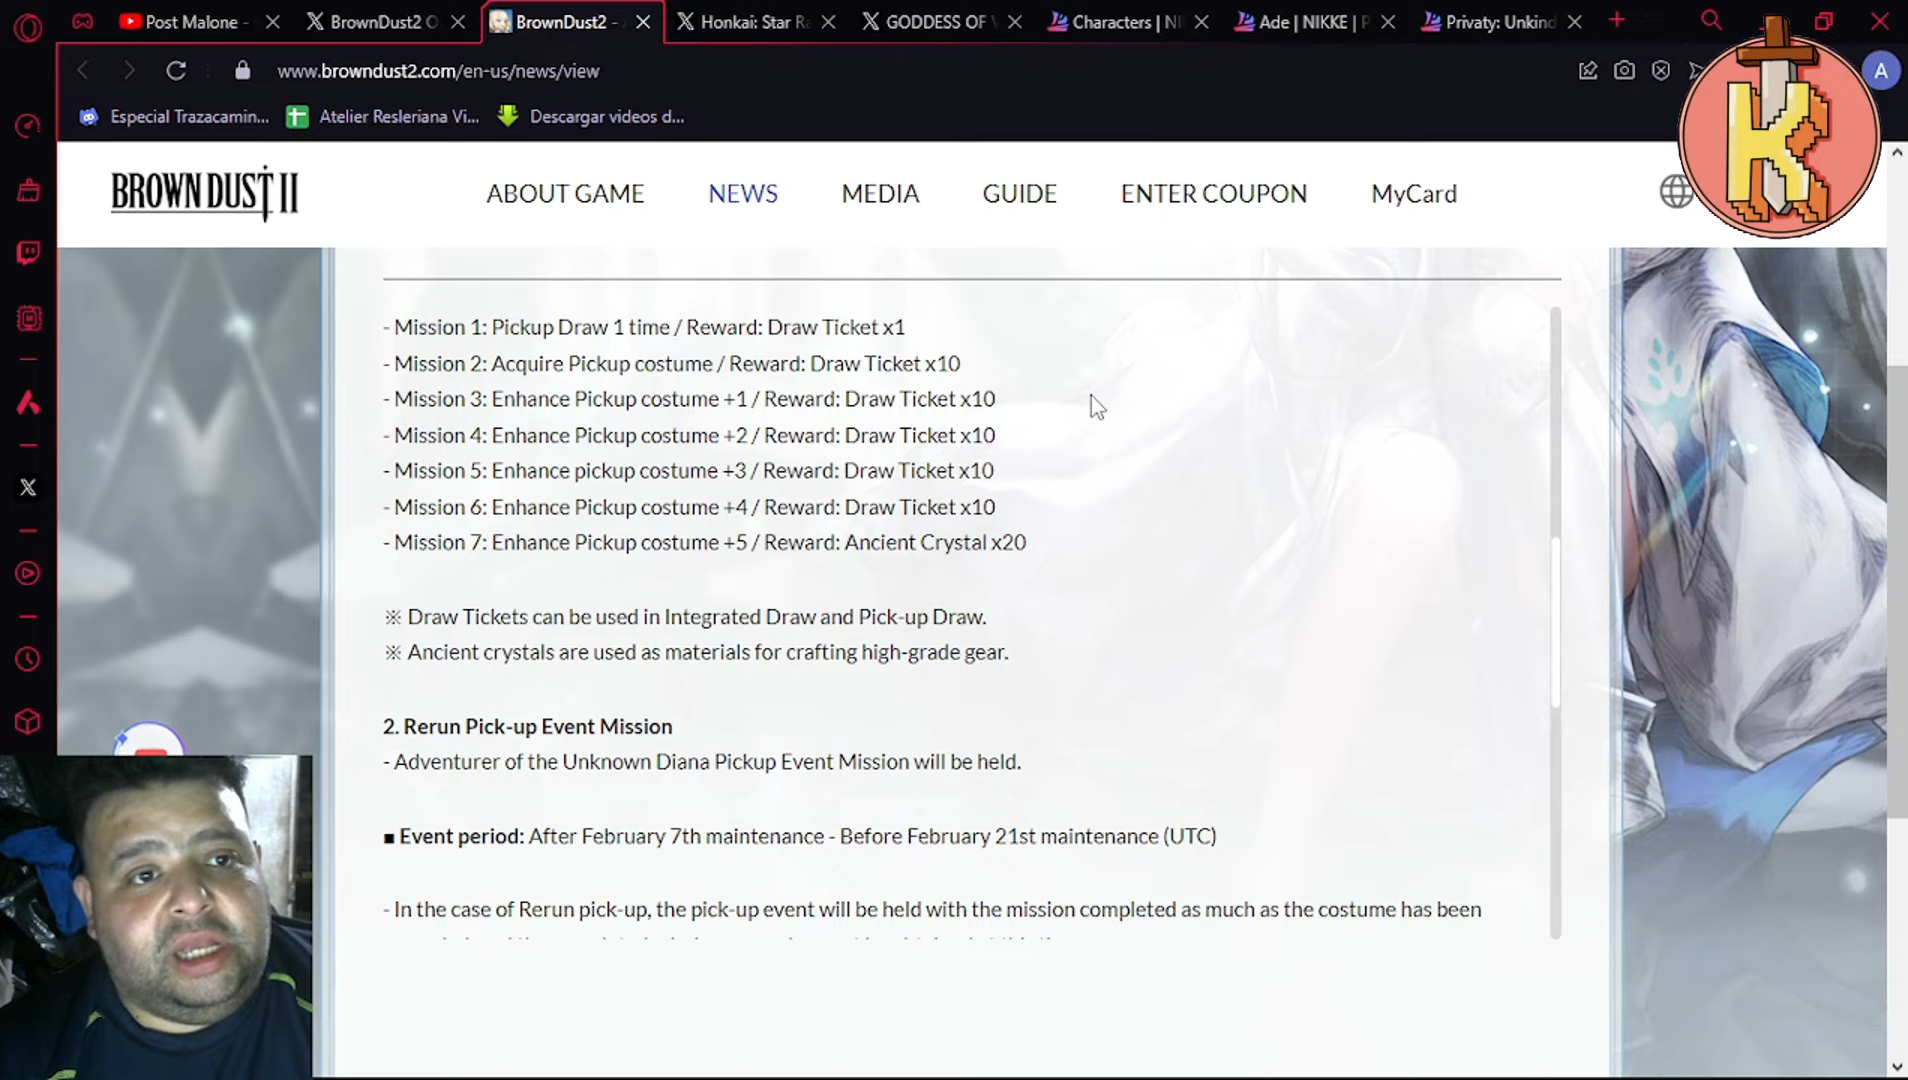 Post Malone -
BrownDust2 O
BrownDust2 - A
Honkai: Star Ra
GODDESS OF V
Characters | NI
Ade | NIKKE | P
Privaty: Unkind
www.browndust2.com/en-us/news/view
A
Especial Trazacamin...
Atelier Resleriana Vi...
Descargar videos d...
BROWN DUST II
ABOUT GAME
NEWS
MEDIA
GUIDE
ENTER COUPON
MyCard
K
- Mission 1: Pickup Draw 1 time / Reward: Draw Ticket x1
- Mission 2: Acquire Pickup costume / Reward: Draw Ticket x10
- Mission 3: Enhance Pickup costume +1 / Reward: Draw Ticket x10
- Mission 4: Enhance Pickup costume +2 / Reward: Draw Ticket x10
- Mission 5: Enhance pickup costume +3 / Reward: Draw Ticket x10
- Mission 6: Enhance Pickup costume +4 / Reward: Draw Ticket x10
- Mission 7: Enhance Pickup costume +5 / Reward: Ancient Crystal x20
※ Draw Tickets can be used in Integrated Draw and Pick-up Draw.
※ Ancient crystals are used as materials for crafting high-grade gear.
2. Rerun Pick-up Event Mission
- Adventurer of the Unknown Diana Pickup Event Mission will be held.
■ Event period: After February 7th maintenance - Before February 21st maintenance (UTC)
- In the case of Rerun pick-up, the pick-up event will be held with the mission completed as much as the costume has been